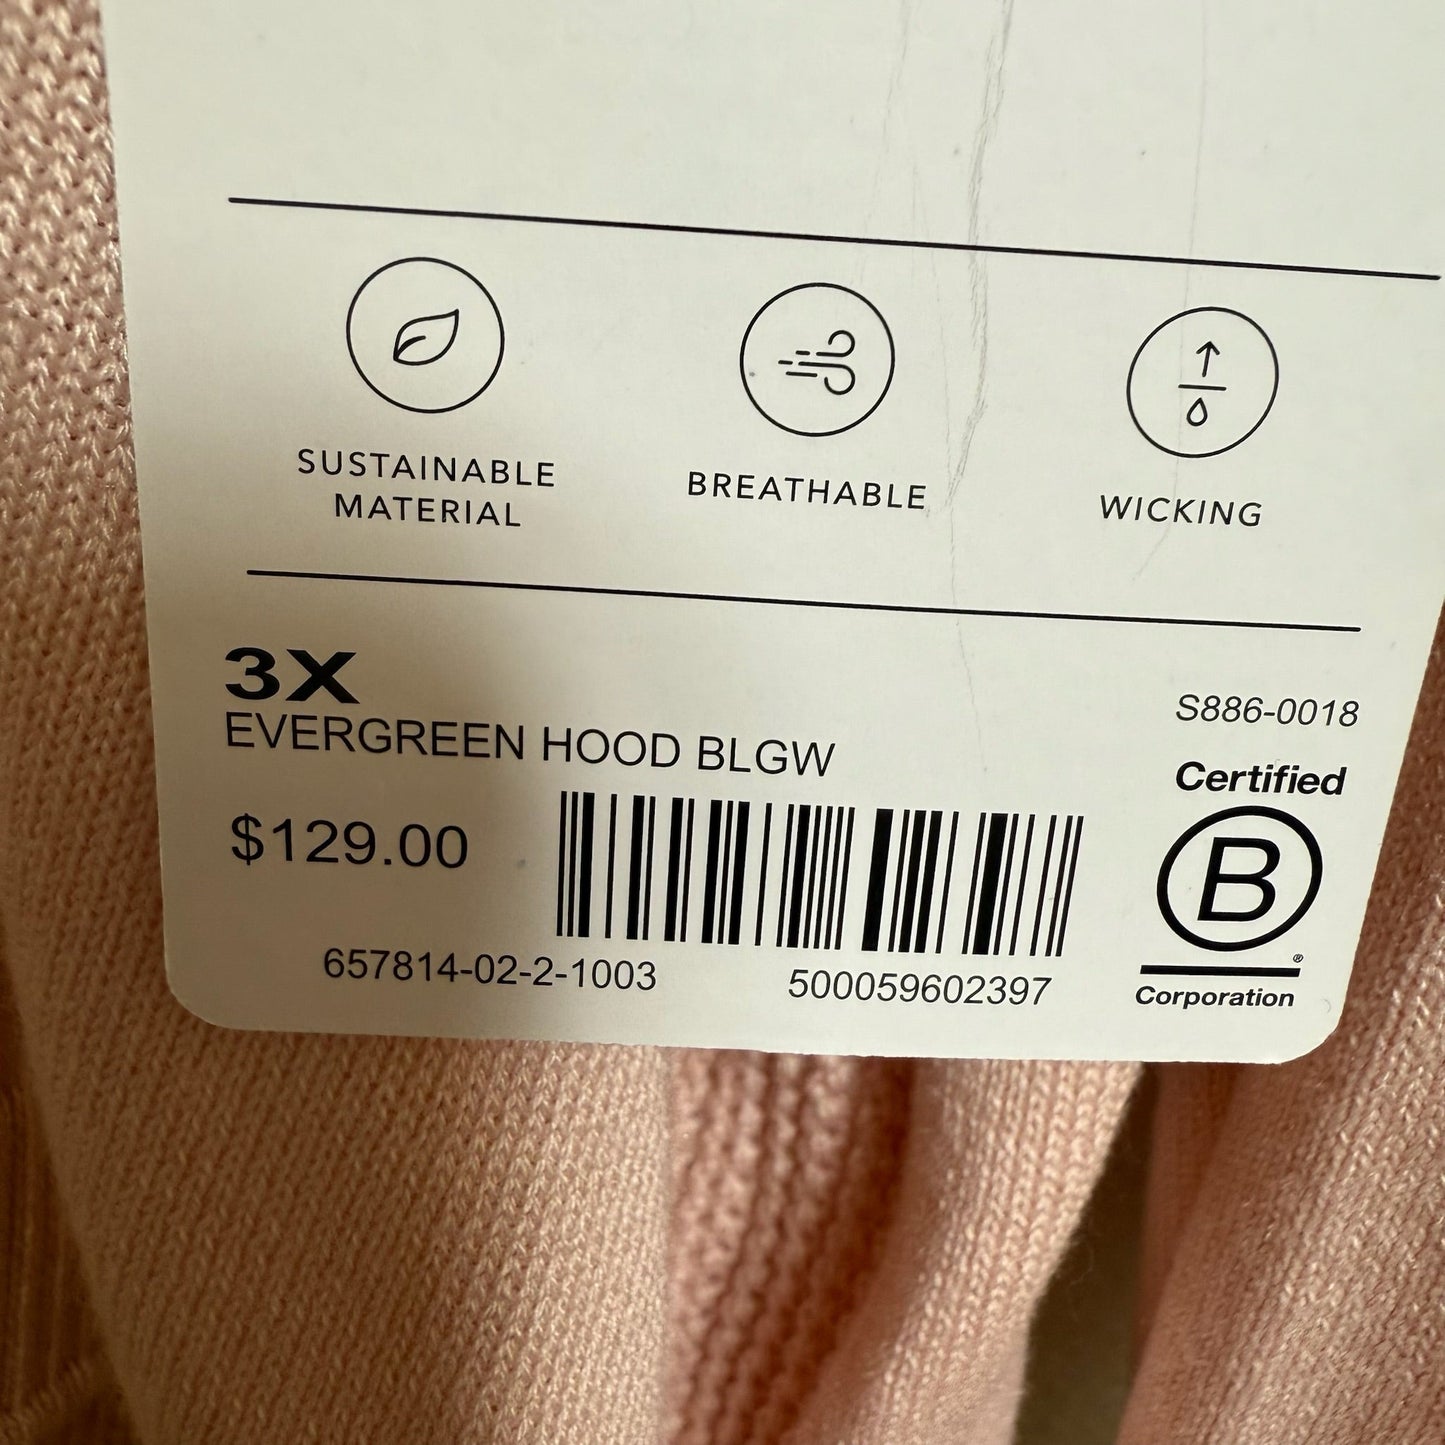 SUSTAINABLE
MATERIAL
BREATHABLE
WICKING
3X
EVERGREEN HOOD BLGW
$129.00
657814-02-2-1003
500059602397
S886-0018
Certified
B
®
Corporation